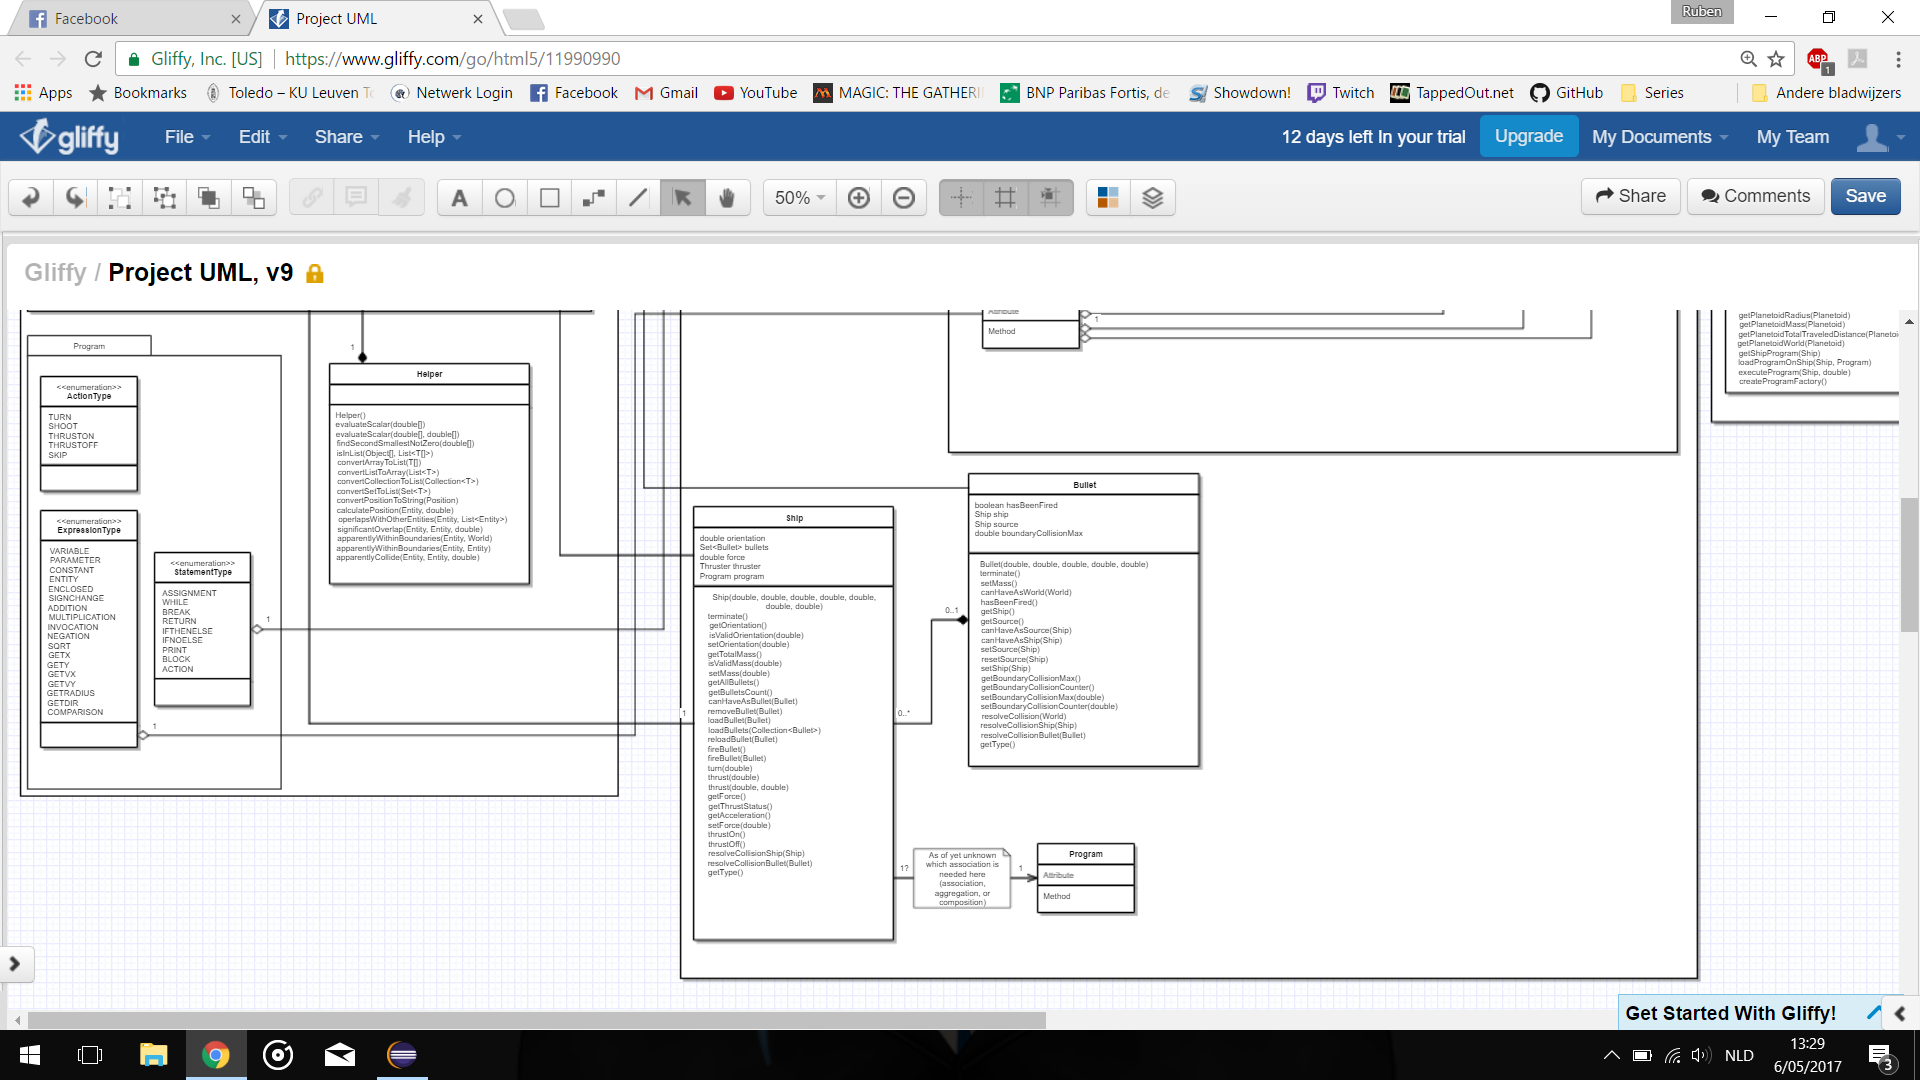 Facebook
Project UML
Ruben
Gliffy, Inc. [US]
https://www.gliffy.com/go/html5/11990990
ABP
1
Apps
Bookmarks
Toledo – KU Leuven
Netwerk Login
Facebook
Gmail
YouTube
MAGIC: THE GATHERI
BNP Paribas Fortis, de
Showdown!
Twitch
TappedOut.net
GitHub
Series
Andere bladwijzers
gliffy
File
Edit
Share
Help
12 days left In your trial
Upgrade
My Documents
My Team
A
50%
Share
Comments
Save
Gliffy / Project UML, v9
Program
<<enumeration>>
ActionType
TURN
SHOOT
THRUSTON
THRUSTOFF
SKIP
<<enumeration>>
ExpressionType
VARIABLE
PARAMETER
CONSTANT
ENTITY
ENCLOSED
SIGNCHANGE
ADDITION
MULTIPLICATION
INVOCATION
NEGATION
SQRT
GETX
GETY
GETVX
GETVY
GETRADIUS
GETDIR
COMPARISON
1
<<enumeration>>
StatementType
ASSIGNMENT
WHILE
BREAK
RETURN
IFTHENELSE
IFNOELSE
PRINT
BLOCK
ACTION
1
1
Helper
Helper()
evaluateScalar(double[])
evaluateScalar(double[], double[])
findSecondSmallestNotZero(double[])
isInList(Object[], List<T[]>)
convertArrayToList(T[])
convertListToArray(List<T>)
convertCollectionToList(Collection<T>)
convertSetToList(Set<T>)
convertPositionToString(Position)
calculatePosition(Entity, double)
operlapsWithOtherEntities(Entity, List<Entity>)
significantOverlap(Entity, Entity, double)
apparentlyWithinBoundaries(Entity, World)
apparentlyWithinBoundaries(Entity, Entity)
apparentlyCollide(Entity, Entity, double)
Attribute
Method
1
Ship
double orientation
Set<Bullet> bullets
double force
Thruster thruster
Program program
Ship(double, double, double, double, double,
double, double)
terminate()
getOrientation()
isValidOrientation(double)
setOrientation(double)
getTotalMass()
isValidMass(double)
setMass(double)
getAllBullets()
getBulletsCount()
canHaveAsBullet(Bullet)
removeBullet(Bullet)
loadBullet(Bullet)
loadBullets(Collection<Bullet>)
reloadBullet(Bullet)
fireBullet()
fireBullet(Bullet)
turn(double)
thrust(double)
thrust(double, double)
getForce()
getThrustStatus()
getAcceleration()
setForce(double)
thrustOn()
thrustOff()
resolveCollisionShip(Ship)
resolveCollisionBullet(Bullet)
getType()
1
0..*
0..1
Bullet
boolean hasBeenFired
Ship ship
Ship source
double boundaryCollisionMax
Bullet(double, double, double, double, double)
terminate()
setMass()
canHaveAsWorld(World)
hasBeenFired()
getShip()
getSource()
canHaveAsSource(Ship)
canHaveAsShip(Ship)
setSource(Ship)
resetSource(Ship)
setShip(Ship)
getBoundaryCollisionMax()
getBoundaryCollisionCounter()
setBoundaryCollisionMax(double)
setBoundaryCollisionCounter(double)
resolveCollision(World)
resolveCollisionShip(Ship)
resolveCollisionBullet(Bullet)
getType()
1?
As of yet unknown
which association is
needed here
(association,
aggregation, or
composition)
1
Program
Attribute
Method
getPlanetoidRadius(Planetoid)
getPlanetoidMass(Planetoid)
getPlanetoidTotalTraveledDistance(Planetoi
getPlanetoidWorld(Planetoid)
getShipProgram(Ship)
loadProgramOnShip(Ship, Program)
executeProgram(Ship, double)
createProgramFactory()
Get Started With Gliffy!
NLD
13:29
6/05/2017
3